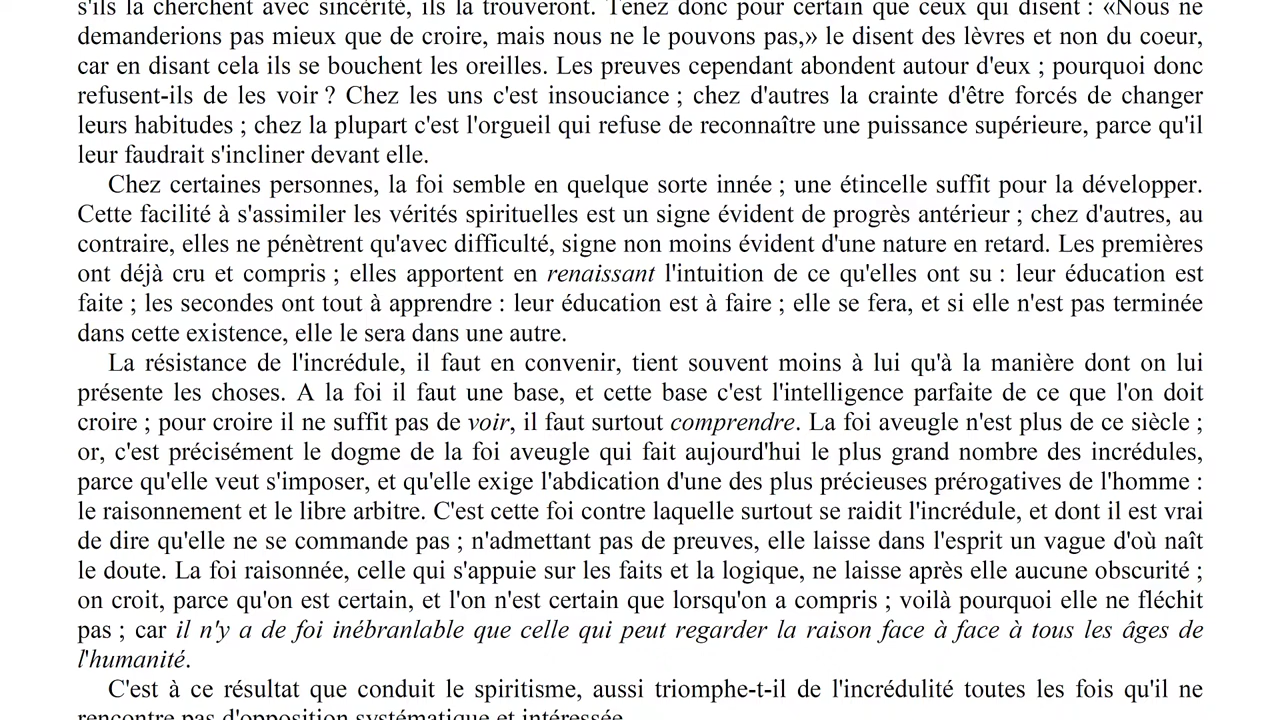 s'ils la cherchent avec sincérité, ils la trouveront. Tenez donc pour certain que ceux qui disent : «Nous ne
demanderions pas mieux que de croire, mais nous ne le pouvons pas,» le disent des lèvres et non du coeur,
car en disant cela ils se bouchent les oreilles. Les preuves cependant abondent autour d'eux ; pourquoi donc
refusent-ils de les voir ? Chez les uns c'est insouciance ; chez d'autres la crainte d'être forcés de changer
leurs habitudes ; chez la plupart c'est l'orgueil qui refuse de reconnaître une puissance supérieure, parce qu'il
leur faudrait s'incliner devant elle.
Chez certaines personnes, la foi semble en quelque sorte innée ; une étincelle suffit pour la développer.
Cette facilité à s'assimiler les vérités spirituelles est un signe évident de progrès antérieur ; chez d'autres, au
contraire, elles ne pénètrent qu'avec difficulté, signe non moins évident d'une nature en retard. Les premières
ont déjà cru et compris ; elles apportent en renaissant l'intuition de ce qu'elles ont su : leur éducation est
faite ; les secondes ont tout à apprendre : leur éducation est à faire ; elle se fera, et si elle n'est pas terminée
dans cette existence, elle le sera dans une autre.
La résistance de l'incrédule, il faut en convenir, tient souvent moins à lui qu'à la manière dont on lui
présente les choses. A la foi il faut une base, et cette base c'est l'intelligence parfaite de ce que l'on doit
croire ; pour croire il ne suffit pas de voir, il faut surtout comprendre. La foi aveugle n'est plus de ce siècle ;
or, c'est précisément le dogme de la foi aveugle qui fait aujourd'hui le plus grand nombre des incrédules,
parce qu'elle veut s'imposer, et qu'elle exige l'abdication d'une des plus précieuses prérogatives de l'homme :
le raisonnement et le libre arbitre. C'est cette foi contre laquelle surtout se raidit l'incrédule, et dont il est vrai
de dire qu'elle ne se commande pas ; n'admettant pas de preuves, elle laisse dans l'esprit un vague d'où naît
le doute. La foi raisonnée, celle qui s'appuie sur les faits et la logique, ne laisse après elle aucune obscurité ;
on croit, parce qu'on est certain, et l'on n'est certain que lorsqu'on a compris ; voilà pourquoi elle ne fléchit
pas ; car il n'y a de foi inébranlable que celle qui peut regarder la raison face à face à tous les âges de
l'humanité.
C'est à ce résultat que conduit le spiritisme, aussi triomphe-t-il de l'incrédulité toutes les fois qu'il ne
rencontre pas d'opposition systématique et intéressée.